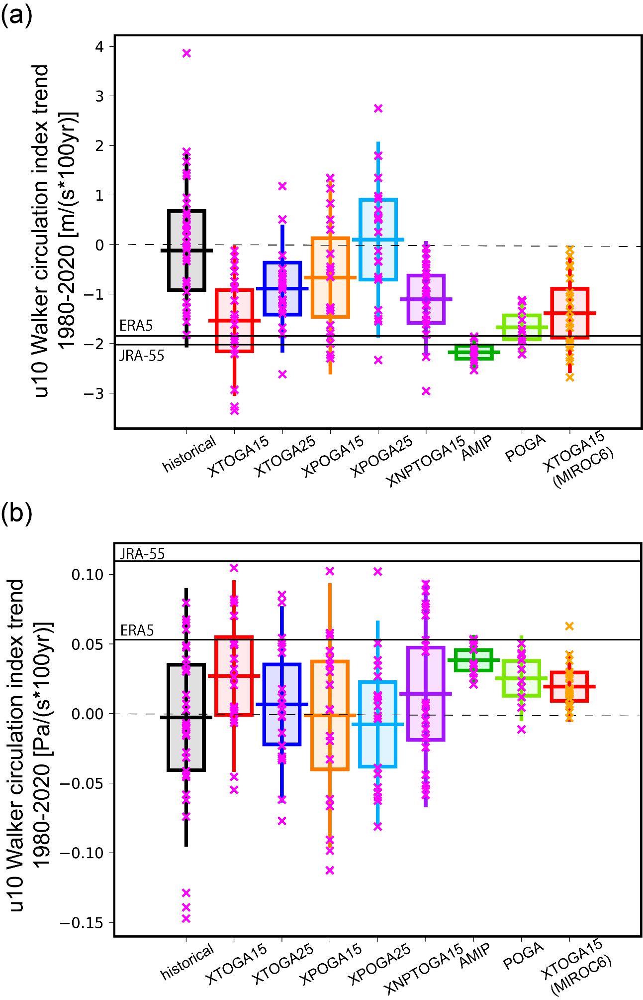 (a)
u10 Walker circulation index trend
1980-2020 [m/(s*100yr)]
4
3
2
1
0
−1
−2
−3
ERA5
JRA-55
historical
XTOGA15
XTOGA25
XPOGA15
XPOGA25
XNPTOGA15
AMIP
POGA
XTOGA15
(MIROC6)
(b)
u10 Walker circulation index trend
1980-2020 [Pa/(s*100yr)]
JRA-55
0.10
ERA5
0.05
0.00
−0.05
−0.10
−0.15
historical
XTOGA15
XTOGA25
XPOGA15
XPOGA25
XNPTOGA15
AMIP
POGA
XTOGA15
(MIROC6)